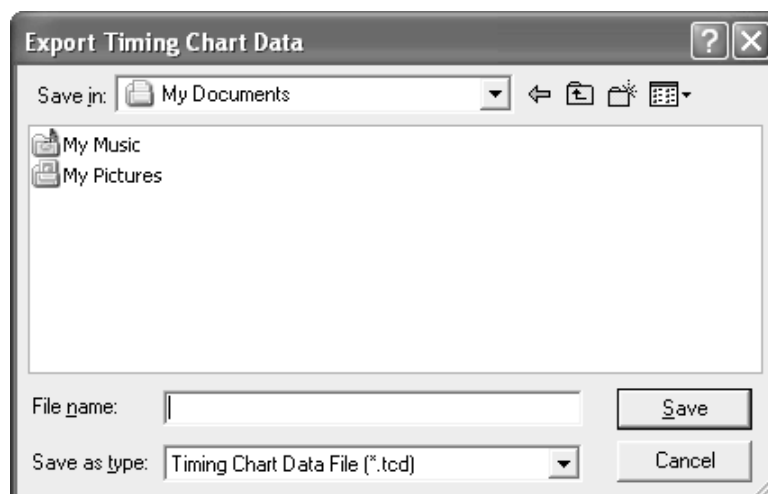 Export Timing Chart Data
Save in: My Documents
My Music
My Pictures
File name: Save
Save as type: Timing Chart Data File (*.tcd) Cancel